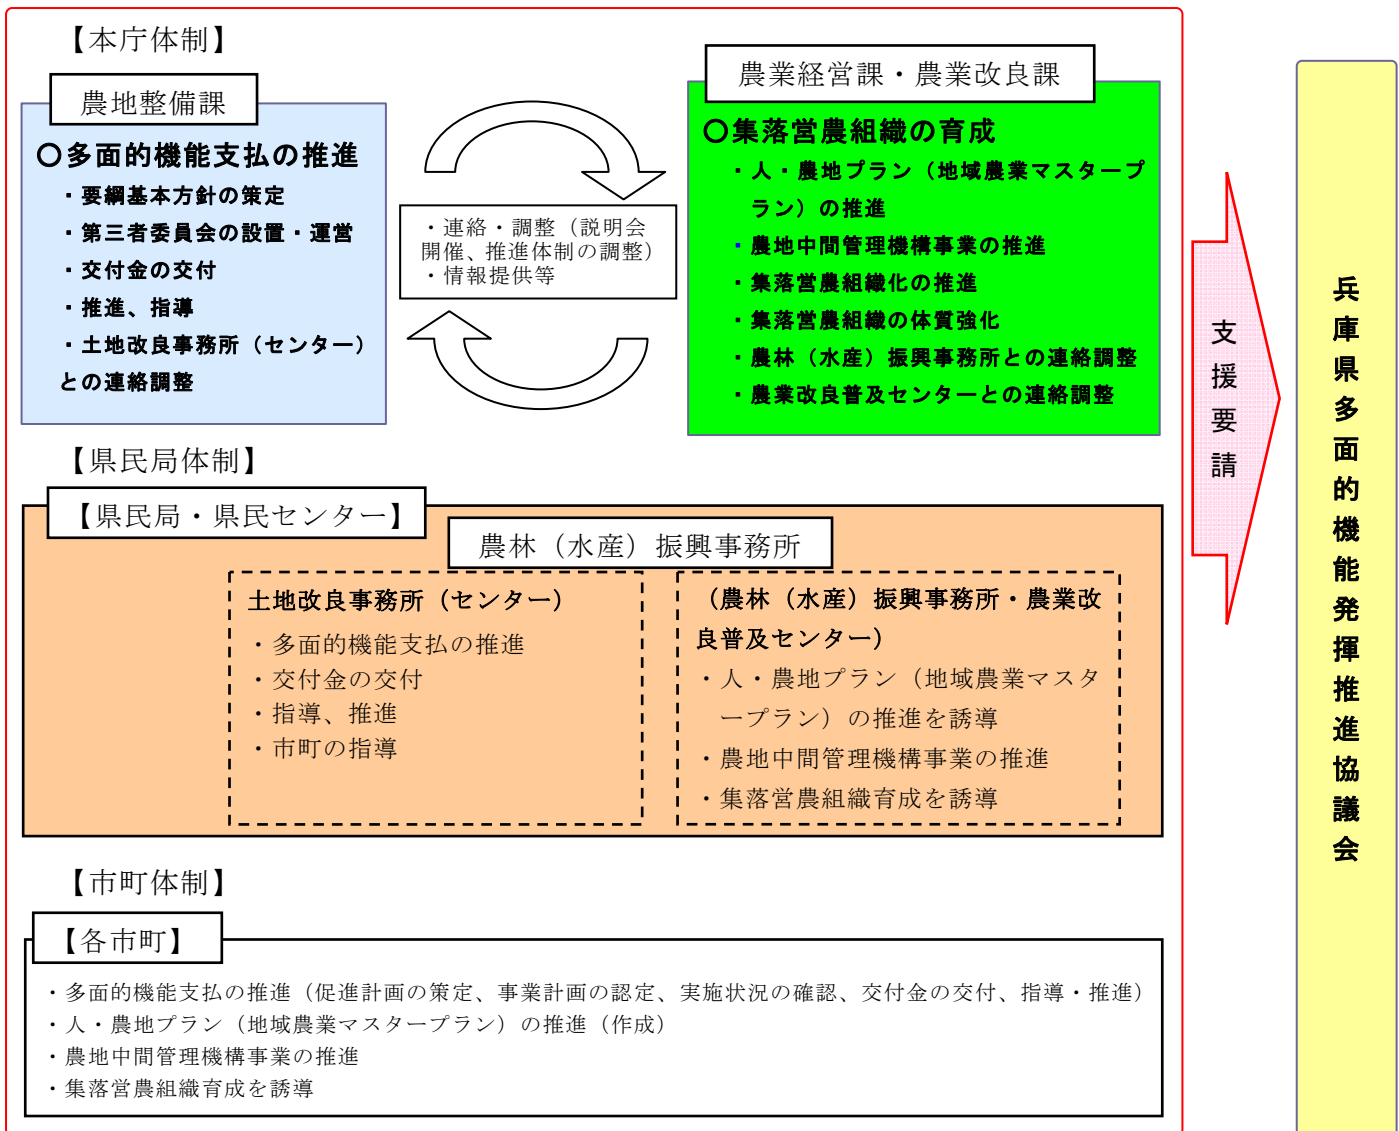 【本庁体制】
農地整備課
〇多面的機能支払の推進
・要綱基本方針の策定
・第三者委員会の設置・運営
・交付金の交付
・推進、指導
・土地改良事務所（センター）
との連絡調整
・連絡・調整（説明会
開催、推進体制の調整）
・情報提供等
農業経営課・農業改良課
〇集落営農組織の育成
・人・農地プラン（地域農業マスタープ
ラン）の推進
・農地中間管理機構事業の推進
・集落営農組織化の推進
・集落営農組織の体質強化
・農林（水産）振興事務所との連絡調整
・農業改良普及センターとの連絡調整
【県民局体制】
【県民局・県民センター】
農林（水産）振興事務所
土地改良事務所（センター）
・多面的機能支払の推進
・交付金の交付
・指導、推進
・市町の指導
（農林（水産）振興事務所・農業改
良普及センター）
・人・農地プラン（地域農業マスタ
ープラン）の推進を誘導
・農地中間管理機構事業の推進
・集落営農組織育成を誘導
【市町体制】
【各市町】
・多面的機能支払の推進（促進計画の策定、事業計画の認定、実施状況の確認、交付金の交付、指導・推進）
・人・農地プラン（地域農業マスタープラン）の推進（作成）
・農地中間管理機構事業の推進
・集落営農組織育成を誘導
支援要請
兵庫県多面的機能発揮推進協議会